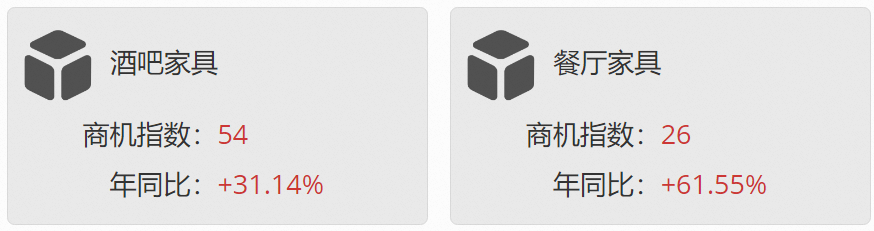 酒吧家具
商机指数：54
年同比：+31.14%
餐厅家具
商机指数：26
年同比：+61.55%